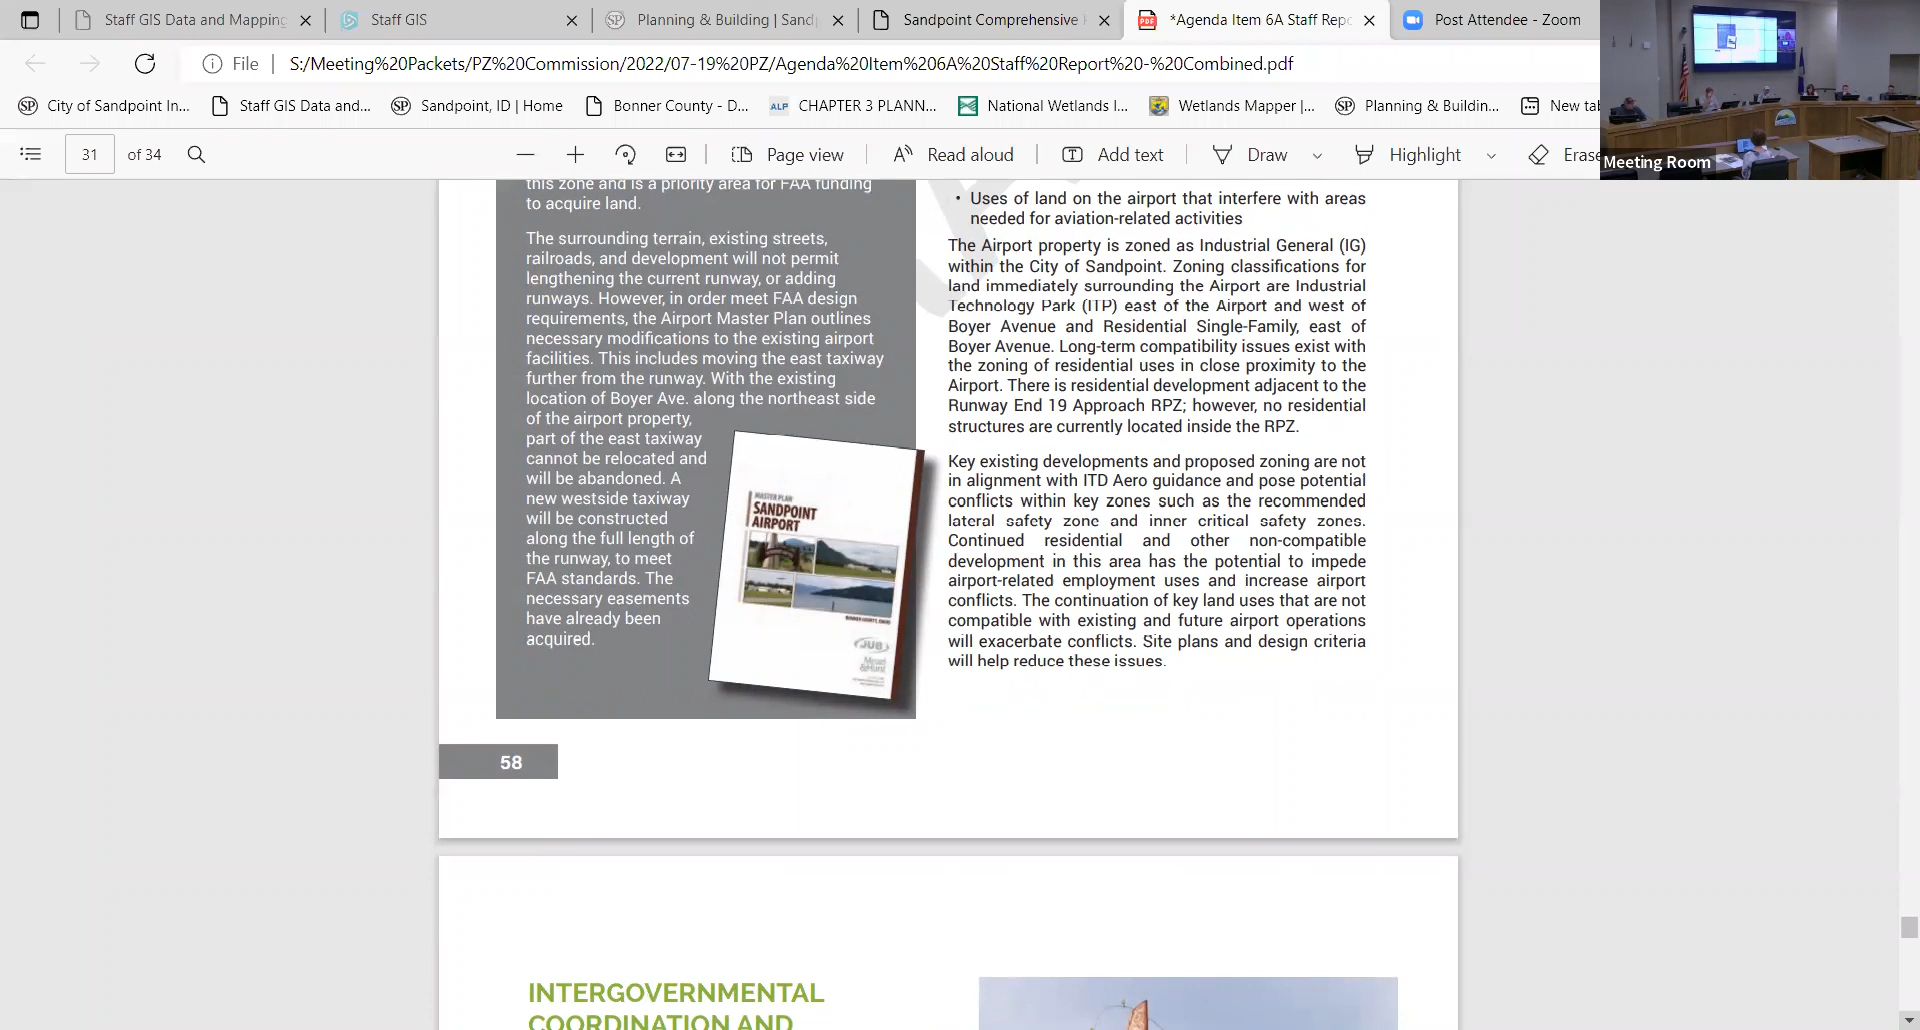 Staff GIS Data and Mapping
Staff GIS
Planning & Building | Sand
Sandpoint Comprehensive
*Agenda Item 6A Staff Repo
Post Attendee - Zoom
File
S:/Meeting%20Packets/PZ%20Commission/2022/07-19%20PZ/Agenda%20Item%206A%20Staff%20Report%20-%20Combined.pdf
City of Sandpoint In...
Staff GIS Data and...
Sandpoint, ID | Home
Bonner County - D...
ALP
CHAPTER 3 PLANN...
National Wetlands I...
Wetlands Mapper |...
Planning & Buildin...
New tab
31
of 34
Page view
Read aloud
Add text
Draw
Highlight
Erase
Meeting Room
this zone and is a priority area for FAA funding
to acquire land.
The surrounding terrain, existing streets,
railroads, and development will not permit
lengthening the current runway, or adding
runways. However, in order meet FAA design
requirements, the Airport Master Plan outlines
necessary modifications to the existing airport
facilities. This includes moving the east taxiway
further from the runway. With the existing
location of Boyer Ave. along the northeast side
of the airport property,
part of the east taxiway
cannot be relocated and
will be abandoned. A
new westside taxiway
will be constructed
along the full length of
the runway, to meet
FAA standards. The
necessary easements
have already been
acquired.
MASTER PLAN
SANDPOINT
AIRPORT
BONNER COUNTY, IDAHO
JUB
Mead
&Hunt
58
• Uses of land on the airport that interfere with areas
needed for aviation-related activities
The Airport property is zoned as Industrial General (IG)
within the City of Sandpoint. Zoning classifications for
land immediately surrounding the Airport are Industrial
Technology Park (ITP) east of the Airport and west of
Boyer Avenue and Residential Single-Family, east of
Boyer Avenue. Long-term compatibility issues exist with
the zoning of residential uses in close proximity to the
Airport. There is residential development adjacent to the
Runway End 19 Approach RPZ; however, no residential
structures are currently located inside the RPZ.
Key existing developments and proposed zoning are not
in alignment with ITD Aero guidance and pose potential
conflicts within key zones such as the recommended
lateral safety zone and inner critical safety zones.
Continued residential and other non-compatible
development in this area has the potential to impede
airport-related employment uses and increase airport
conflicts. The continuation of key land uses that are not
compatible with existing and future airport operations
will exacerbate conflicts. Site plans and design criteria
will help reduce these issues.
INTERGOVERNMENTAL
COORDINATION AND